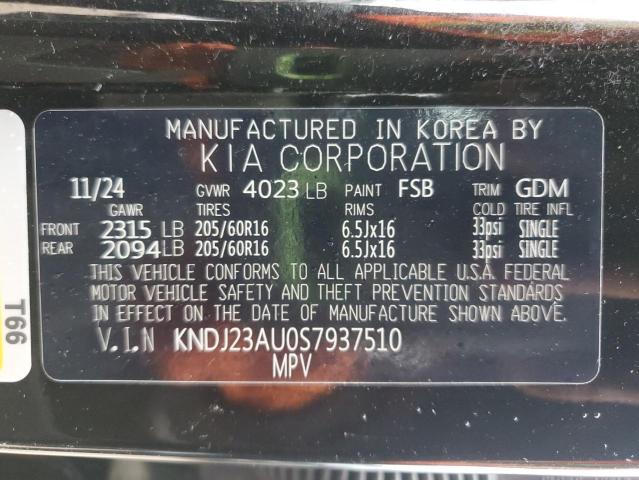 MANUFACTURED IN KOREA BY
KIA CORPORATION
11/24 GVWR 4023 LB PAINT FSB TRIM GDM
GAWR TIRES RIMS COLD TIRE INFL
FRONT 2315 LB 205/60R16 6.5Jx16 33psi SINGLE
REAR 2094 LB 205/60R16 6.5Jx16 33psi SINGLE
THIS VEHICLE CONFORMS TO ALL APPLICABLE U.S.A. FEDERAL
MOTOR VEHICLE SAFETY AND THEFT PREVENTION STANDARDS
IN EFFECT ON THE DATE OF MANUFACTURE SHOWN ABOVE.
V.I.N KNDJ23AU0S7937510
MPV
T66